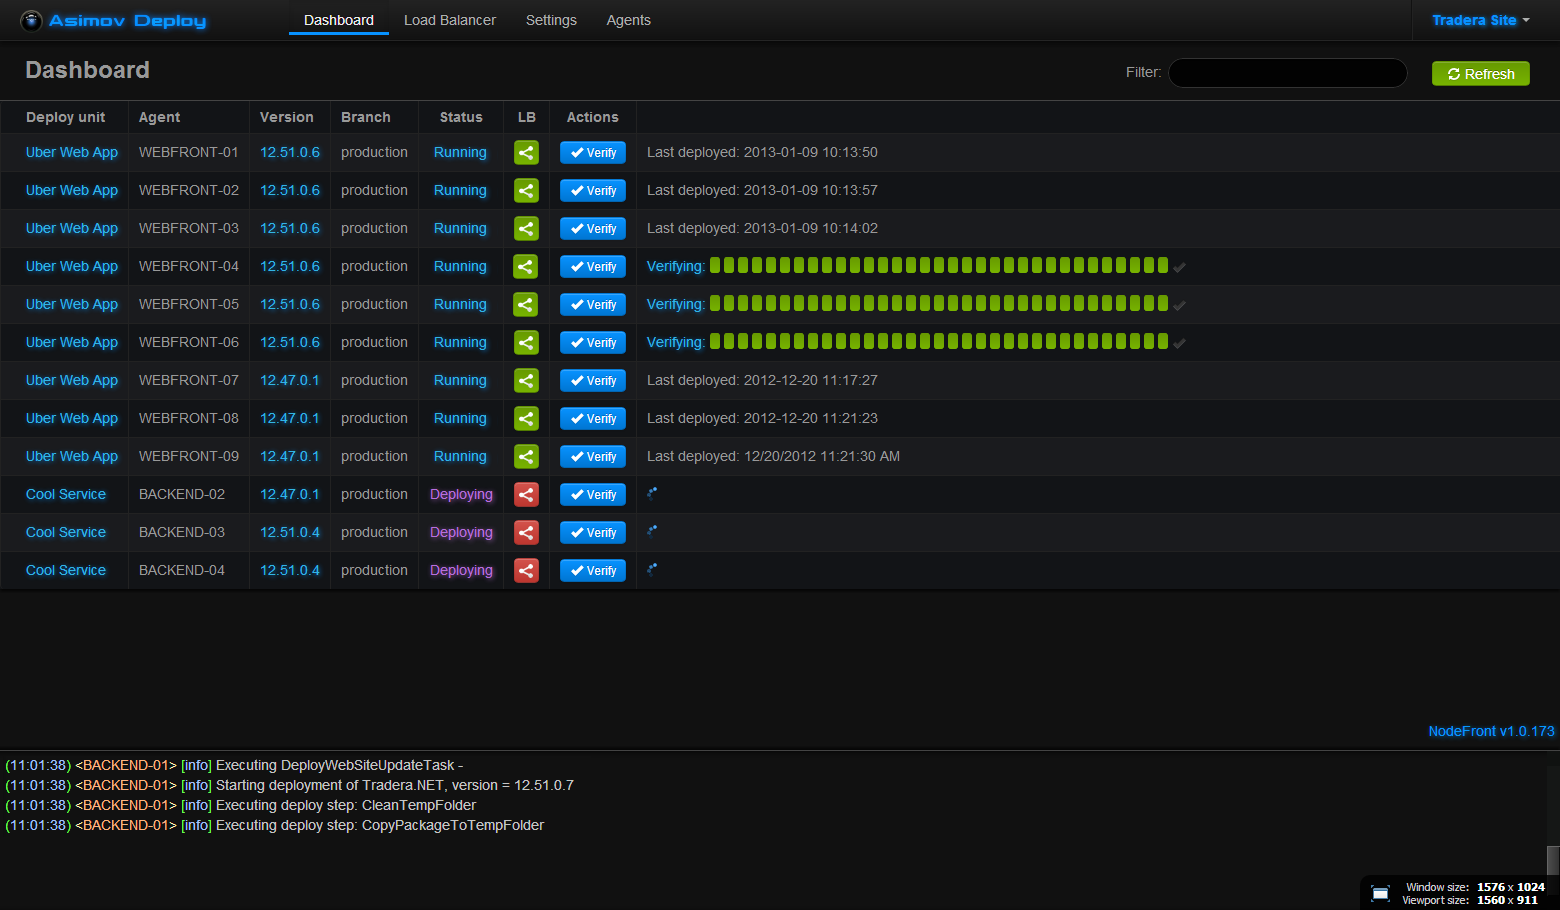 Asimov Deploy Dashboard Load Balancer Settings Agents Tradera Site
Dashboard Filter: Refresh
Deploy unit Agent Version Branch Status LB Actions
Uber Web App WEBFRONT-01 12.51.0.6 production Running Verify Last deployed: 2013-01-09 10:13:50
Uber Web App WEBFRONT-02 12.51.0.6 production Running Verify Last deployed: 2013-01-09 10:13:57
Uber Web App WEBFRONT-03 12.51.0.6 production Running Verify Last deployed: 2013-01-09 10:14:02
Uber Web App WEBFRONT-04 12.51.0.6 production Running Verify Verifying:
Uber Web App WEBFRONT-05 12.51.0.6 production Running Verify Verifying:
Uber Web App WEBFRONT-06 12.51.0.6 production Running Verify Verifying:
Uber Web App WEBFRONT-07 12.47.0.1 production Running Verify Last deployed: 2012-12-20 11:17:27
Uber Web App WEBFRONT-08 12.47.0.1 production Running Verify Last deployed: 2012-12-20 11:21:23
Uber Web App WEBFRONT-09 12.47.0.1 production Running Verify Last deployed: 12/20/2012 11:21:30 AM
Cool Service BACKEND-02 12.47.0.1 production Deploying Verify
Cool Service BACKEND-03 12.51.0.4 production Deploying Verify
Cool Service BACKEND-04 12.51.0.4 production Deploying Verify
NodeFront v1.0.173
(11:01:38) <BACKEND-01> [info] Executing DeployWebSiteUpdateTask -
(11:01:38) <BACKEND-01> [info] Starting deployment of Tradera.NET, version = 12.51.0.7
(11:01:38) <BACKEND-01> [info] Executing deploy step: CleanTempFolder
(11:01:38) <BACKEND-01> [info] Executing deploy step: CopyPackageToTempFolder
Window size: 1576 x 1024
Viewport size: 1560 x 911